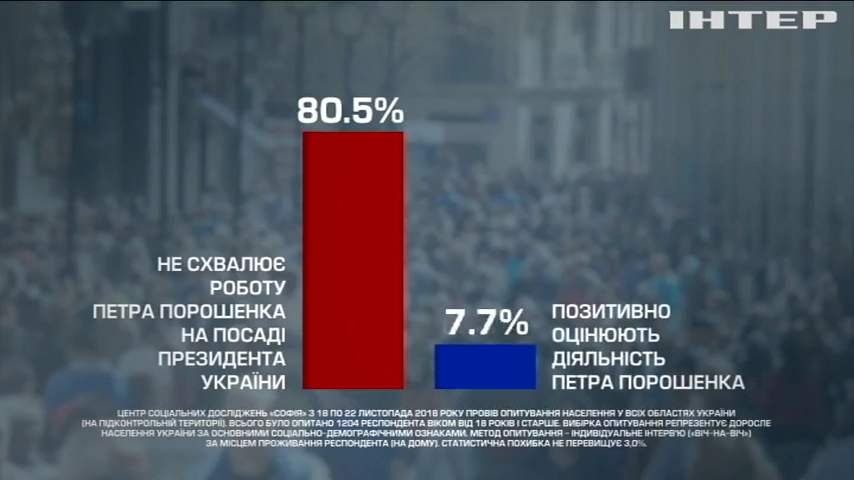 ІНТЕР
80.5%
НЕ СХВАЛЮЄ
РОБОТУ
ПЕТРА ПОРОШЕНКА
НА ПОСАДІ
ПРЕЗИДЕНТА
УКРАЇНИ
7.7%
ПОЗИТИВНО
ОЦІНЮЮТЬ
ДІЯЛЬНІСТЬ
ПЕТРА ПОРОШЕНКА
ЦЕНТР СОЦІАЛЬНИХ ДОСЛІДЖЕНЬ «СОФІЯ» З 18 ПО 22 ЛИСТОПАДА 2018 РОКУ ПРОВІВ ОПИТУВАННЯ НАСЕЛЕННЯ У ВСІХ ОБЛАСТЯХ УКРАЇНИ
(НА ПІДКОНТРОЛЬНІЙ ТЕРИТОРІЇ). ВСЬОГО БУЛО ОПИТАНО 1204 РЕСПОНДЕНТА ВІКОМ ВІД 18 РОКІВ І СТАРШЕ. ВИБІРКА ОПИТУВАННЯ РЕПРЕЗЕНТУЄ ДОРОСЛЕ
НАСЕЛЕННЯ УКРАЇНИ ЗА ОСНОВНИМИ СОЦІАЛЬНО-ДЕМОГРАФІЧНИМИ ОЗНАКАМИ. МЕТОД ОПИТУВАННЯ – ІНДИВІДУАЛЬНЕ ІНТЕРВ'Ю («ВІЧ-НА-ВІЧ»)
ЗА МІСЦЕМ ПРОЖИВАННЯ РЕСПОНДЕНТА (НА ДОМУ). СТАТИСТИЧНА ПОХИБКА НЕ ПЕРЕВИЩУЄ 3,0%.